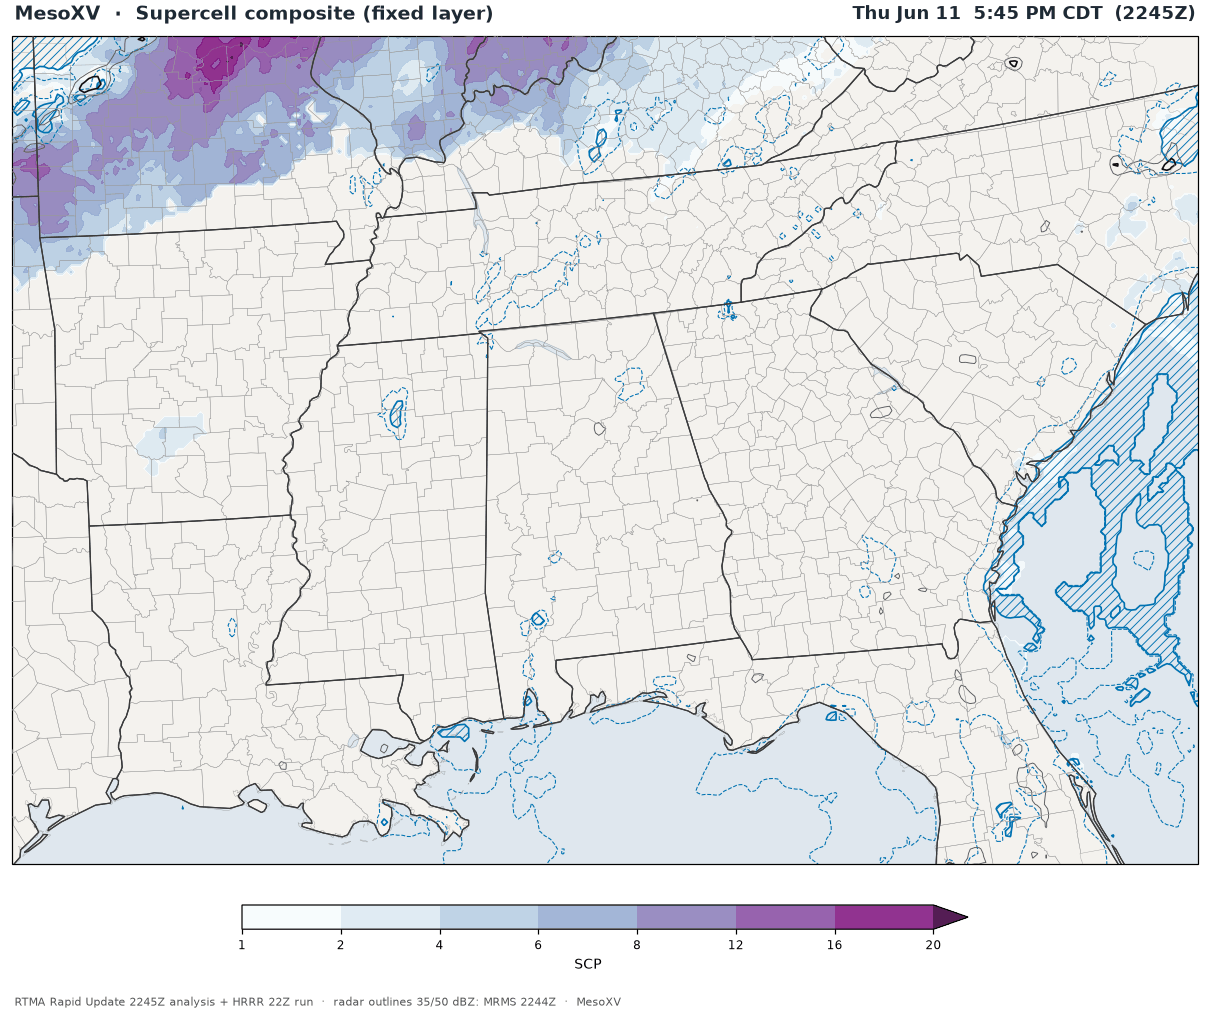 MesoXV · Supercell composite (fixed layer)
Thu Jun 11 5:45 PM CDT (2245Z)
1 2 4 6 8 12 16 20
SCP
RTMA Rapid Update 2245Z analysis + HRRR 22Z run · radar outlines 35/50 dBZ: MRMS 2244Z · MesoXV